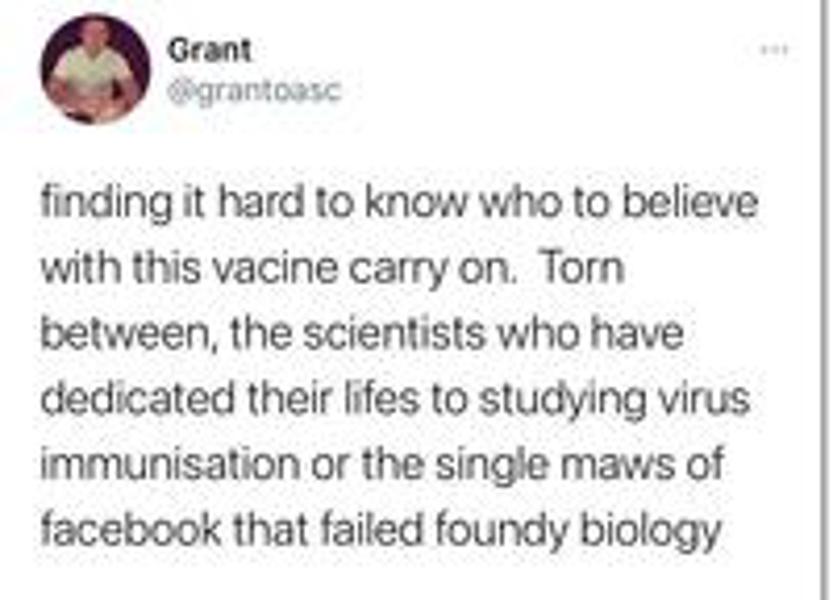 Grant
@grantoasc
finding it hard to know who to believe
with this vacine carry on.  Torn
between, the scientists who have
dedicated their lifes to studying virus
immunisation or the single maws of
facebook that failed foundy biology